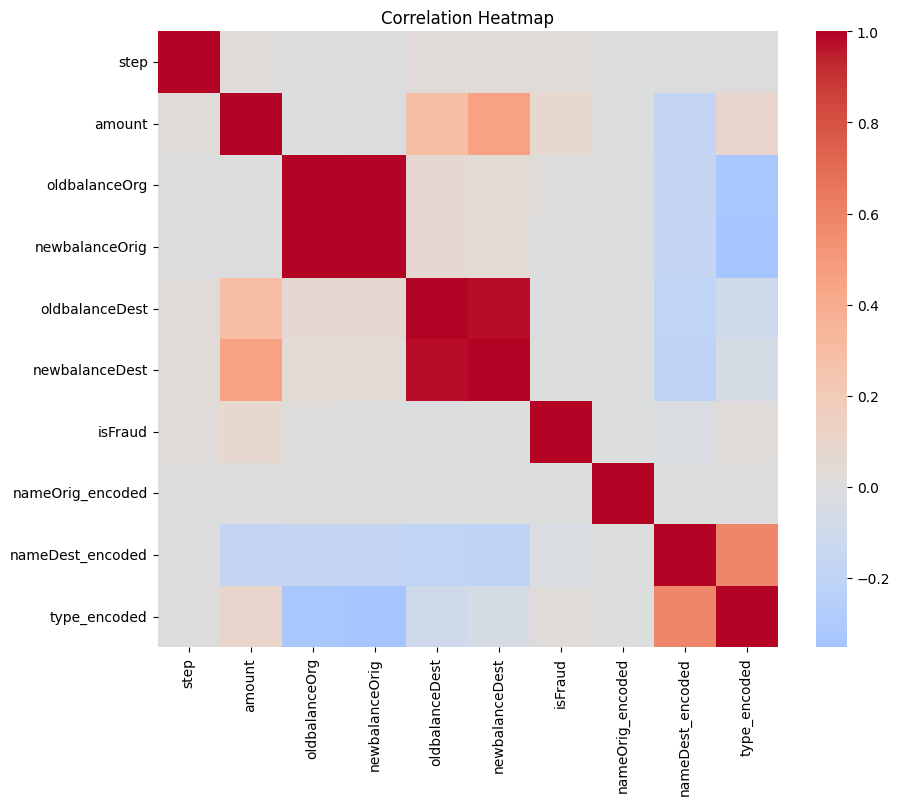 Correlation Heatmap
step
amount
oldbalanceOrg
newbalanceOrig
oldbalanceDest
newbalanceDest
isFraud
nameOrig_encoded
nameDest_encoded
type_encoded
step
amount
oldbalanceOrg
newbalanceOrig
oldbalanceDest
newbalanceDest
isFraud
nameOrig_encoded
nameDest_encoded
type_encoded
1.0
0.8
0.6
0.4
0.2
0.0
−0.2